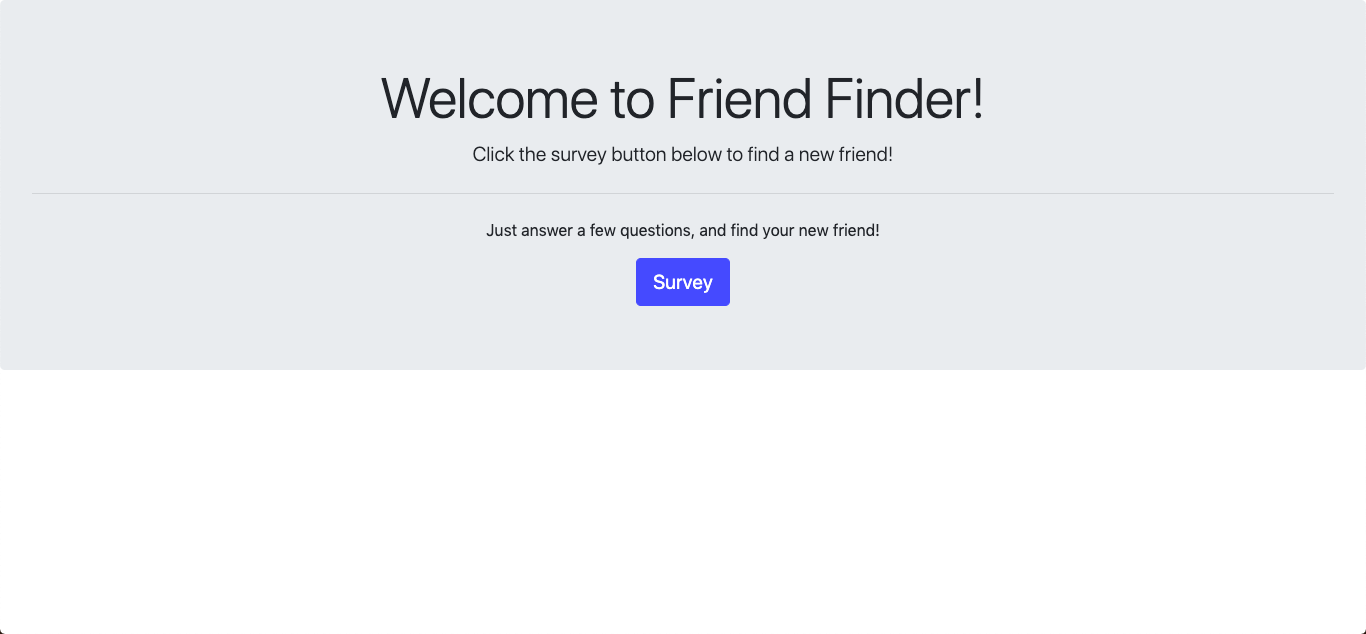 Welcome to Friend Finder!
Click the survey button below to find a new friend!
Just answer a few questions, and find your new friend!
Survey